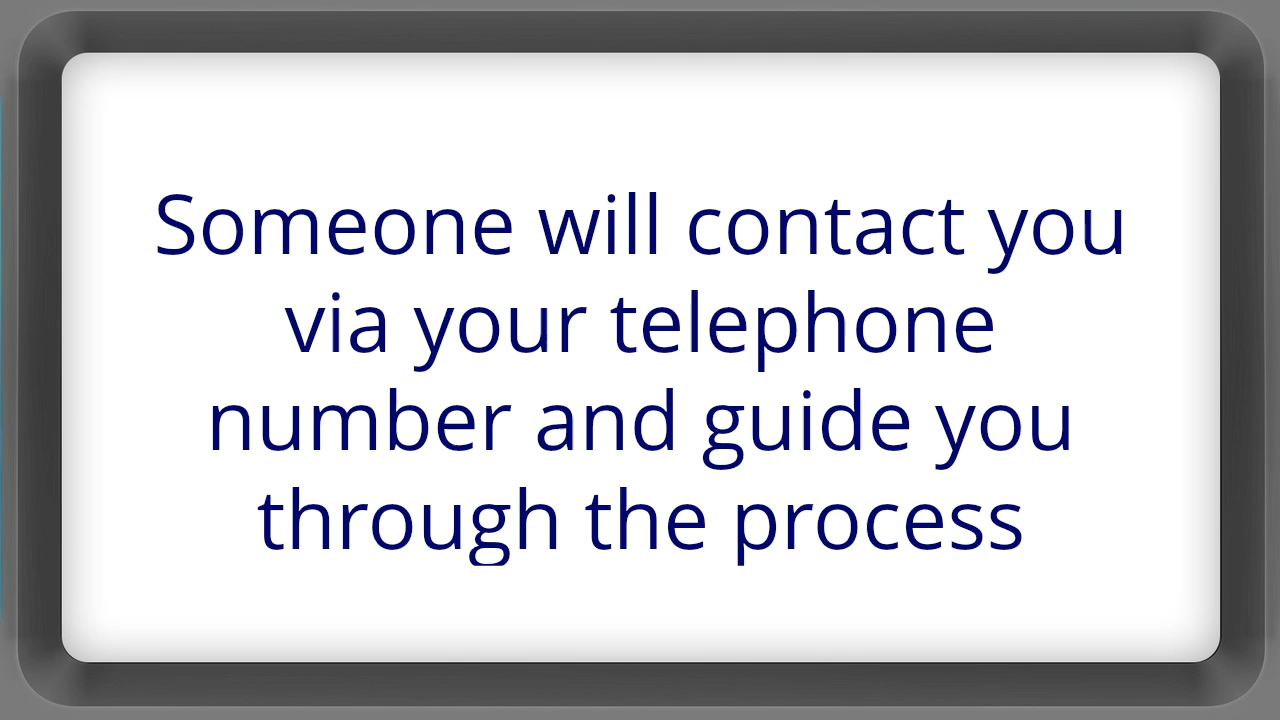 Someone will contact you
via your telephone
number and guide you
through the process